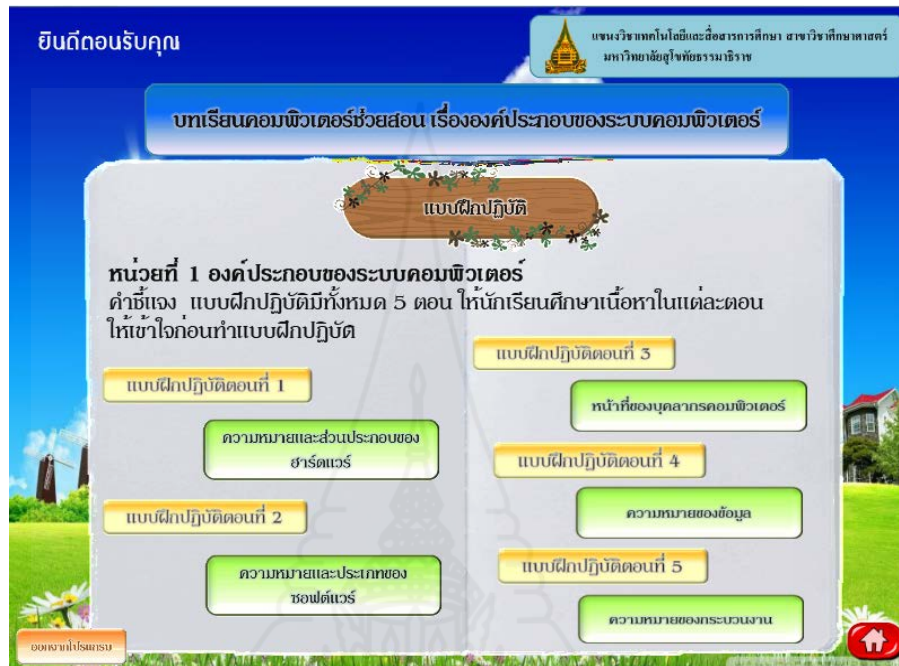 ยินดีตอนรับคุณ
แขนงวิชาเทคโนโลยีและสื่อสารการศึกษา สาขาวิชาศึกษาศาสตร์
มหาวิทยาลัยสุโขทัยธรรมาธิราช
บทเรียนคอมพิวเตอร์ช่วยสอน เรื่ององค์ประกอบของระบบคอมพิวเตอร์
แบบฝึกปฏิบัติ
หน่วยที่ 1 องค์ประกอบของระบบคอมพิวเตอร์
คำชี้แจง แบบฝึกปฏิบัติมีทั้งหมด 5 ตอน ให้นักเรียนศึกษาเนื้อหาในแต่ละตอน
ให้เข้าใจก่อนทำแบบฝึกปฏิบัด
แบบฝึกปฏิบัติตอนที่ 1
ความหมายและส่วนประกอบของ
ฮาร์ดแวร์
แบบฝึกปฏิบัติตอนที่ 2
ความหมายและประเภทของ
ซอฟต์แวร์
แบบฝึกปฏิบัติตอนที่ 3
หน้าที่ของบุคลากรคอมพิวเตอร์
แบบฝึกปฏิบัติตอนที่ 4
ความหมายของข้อมูล
แบบฝึกปฏิบัติตอนที่ 5
ความหมายของกระบวนงาน
ออกจากโปรแกรม